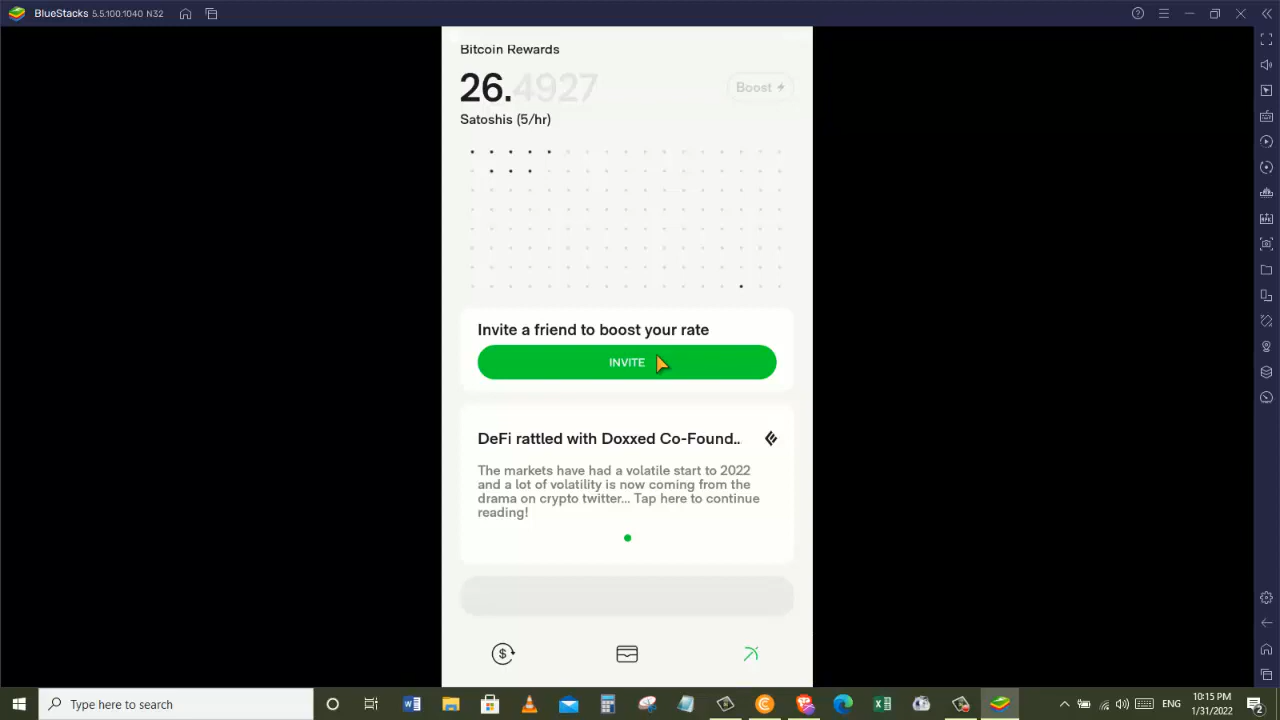 BlueStacks 5.5.100.1040 N32
Bitcoin Rewards
26.4927
Boost
Satoshis (5/hr)
Invite a friend to boost your rate
INVITE
DeFi rattled with Doxxed Co-Found..
The markets have had a volatile start to 2022
and a lot of volatility is now coming from the
drama on crypto twitter... Tap here to continue
reading!
Type here to search
ENG
10:15 PM
1/31/2022
2